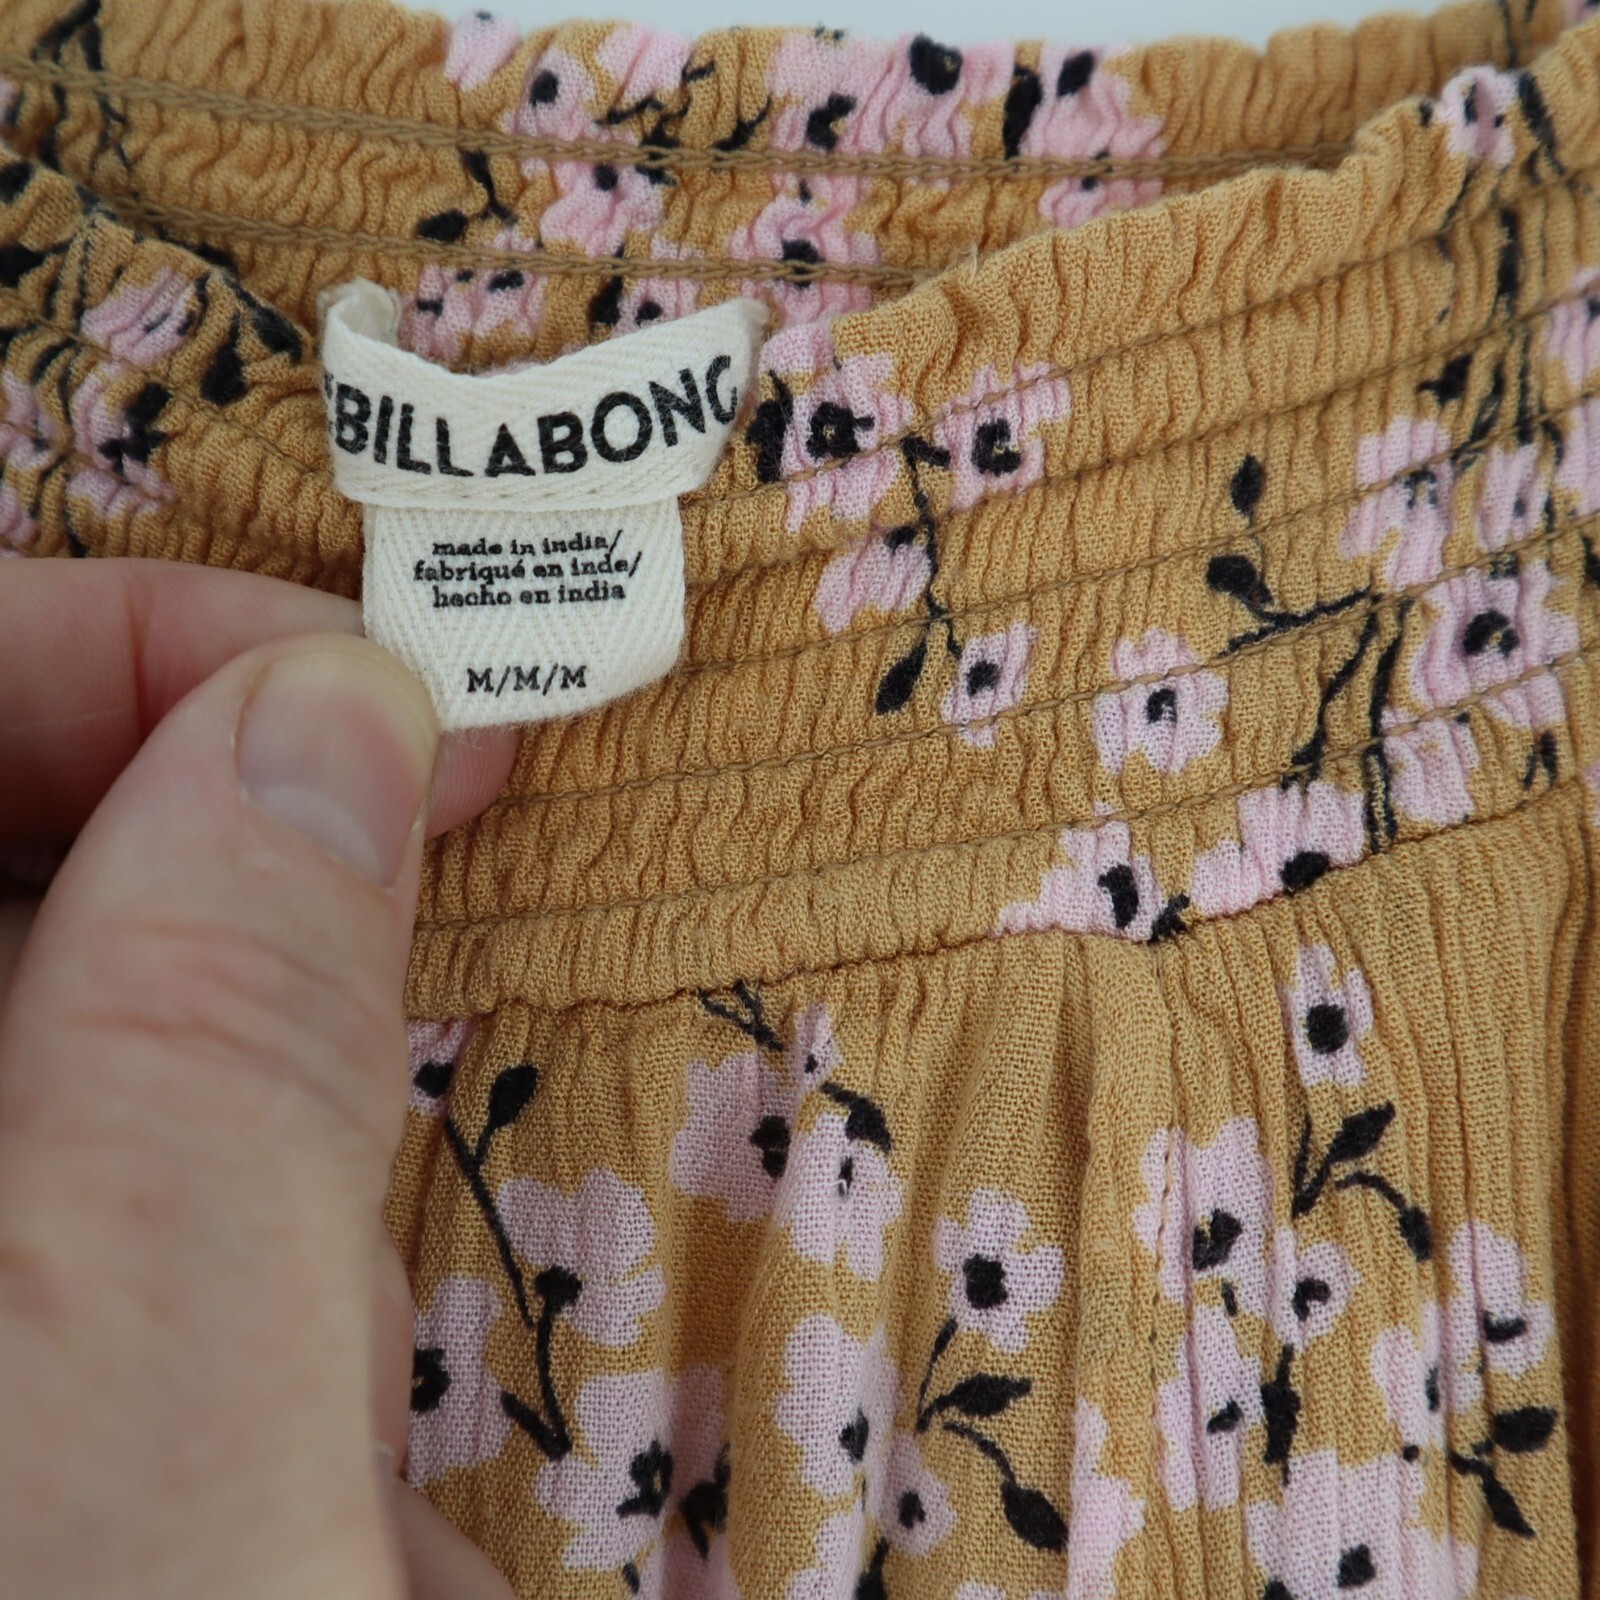 BILLABONG
made in india/
fabriqué en inde/
hecho en india
M/M/M